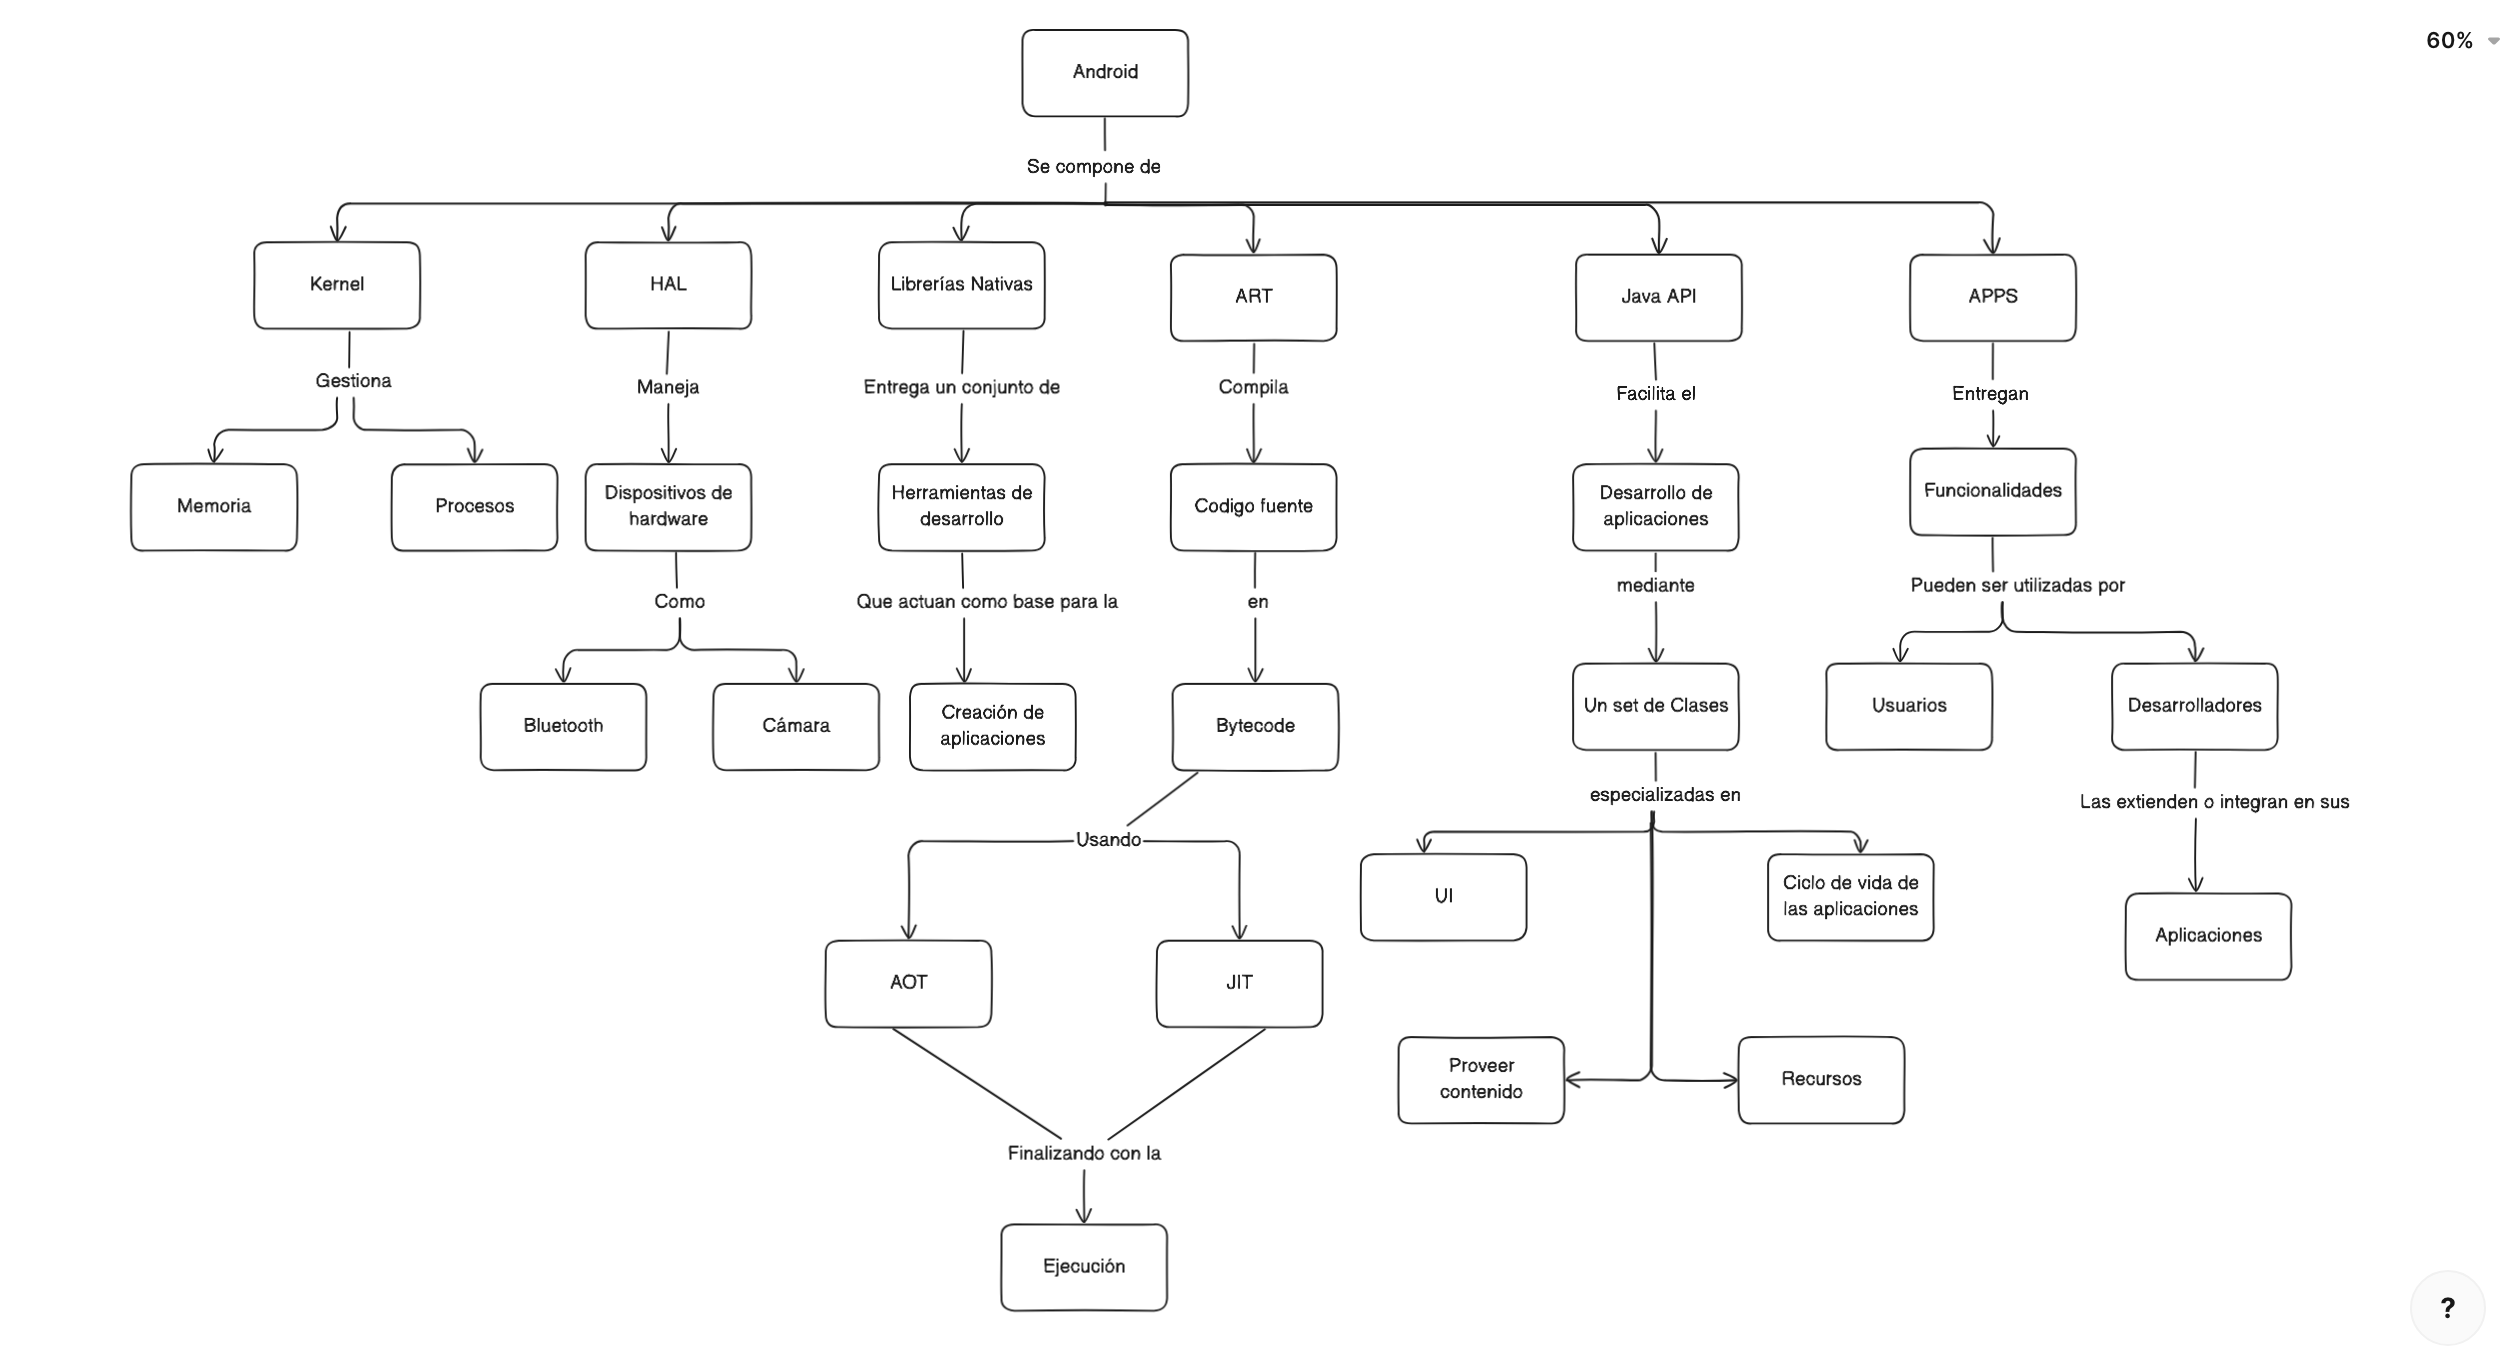 60%
Android
Se compone de
Kernel
HAL
Librerías Nativas
ART
Java API
APPS
Gestiona
Maneja
Entrega un conjunto de
Compila
Facilita el
Entregan
Memoria
Procesos
Dispositivos de
hardware
Herramientas de
desarrollo
Codigo fuente
Desarrollo de
aplicaciones
Funcionalidades
Como
Que actuan como base para la
en
mediante
Pueden ser utilizadas por
Bluetooth
Cámara
Creación de
aplicaciones
Bytecode
Un set de Clases
Usuarios
Desarrolladores
Usando
especializadas en
Las extienden o integran en sus
AOT
JIT
UI
Ciclo de vida de
las aplicaciones
Aplicaciones
Proveer
contenido
Recursos
Finalizando con la
Ejecución
?